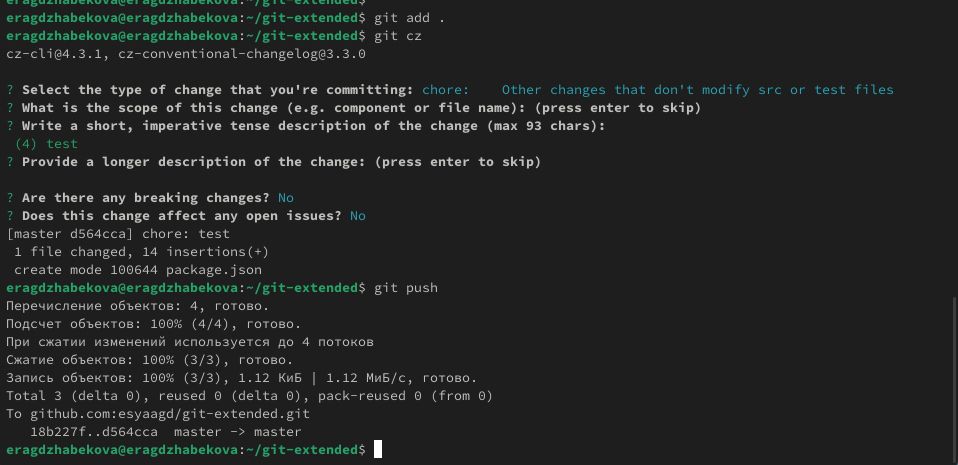 eragdzhabekova@eragdzhabekova:~/git-extended$ git add .
eragdzhabekova@eragdzhabekova:~/git-extended$ git cz
cz-cli@4.3.1, cz-conventional-changelog@3.3.0
? Select the type of change that you're committing: chore:    Other changes that don't modify src or test files
? What is the scope of this change (e.g. component or file name): (press enter to skip)
? Write a short, imperative tense description of the change (max 93 chars):
(4) test
? Provide a longer description of the change: (press enter to skip)
? Are there any breaking changes? No
? Does this change affect any open issues? No
[master d564cca] chore: test
1 file changed, 14 insertions(+)
create mode 100644 package.json
eragdzhabekova@eragdzhabekova:~/git-extended$ git push
Перечисление объектов: 4, готово.
Подсчет объектов: 100% (4/4), готово.
При сжатии изменений используется до 4 потоков
Сжатие объектов: 100% (3/3), готово.
Запись объектов: 100% (3/3), 1.12 КиБ | 1.12 МиБ/с, готово.
Total 3 (delta 0), reused 0 (delta 0), pack-reused 0 (from 0)
To github.com:esyaagd/git-extended.git
18b227f..d564cca  master -> master
eragdzhabekova@eragdzhabekova:~/git-extended$